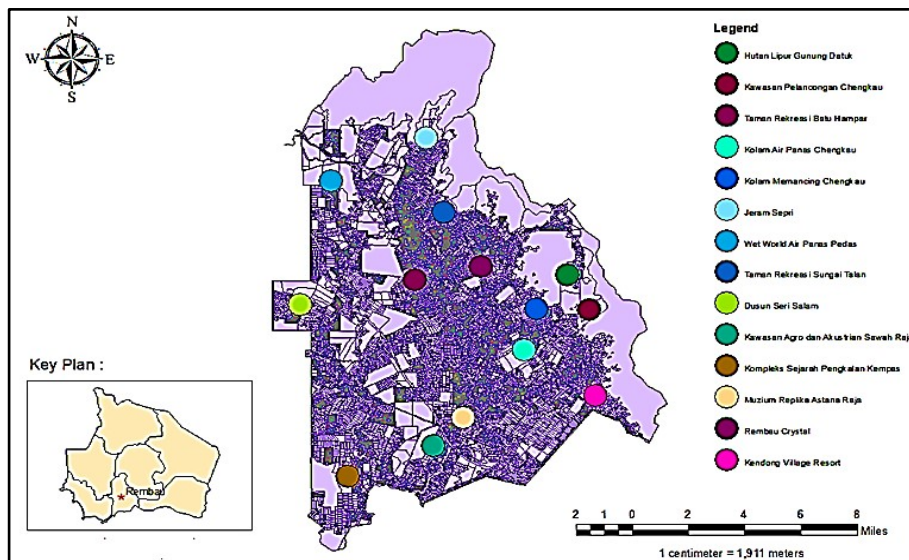 N
W E
S
Legend
Hutan Lipur Gunung Datuk
Kawasan Pelancongan Chengkau
Taman Rekressi Batu Hampar
Kolam Air Panas Chengkau
Kolam Memancing Chengkau
Jeram Sepri
Wet World Air Panas Pedas
Taman Rekressi Sungai Talan
Dusun Seri Salam
Kawasan Agro dan Akustrian Sawah Raja
Kompleks Sejarah Pengkalan Kempas
Muzium Replika Astana Raja
Rembau Crystal
Kendong Village Resort
Key Plan :
Rembau
2 1 0 2 4 6 8
Miles
1 centimeter = 1,911 meters